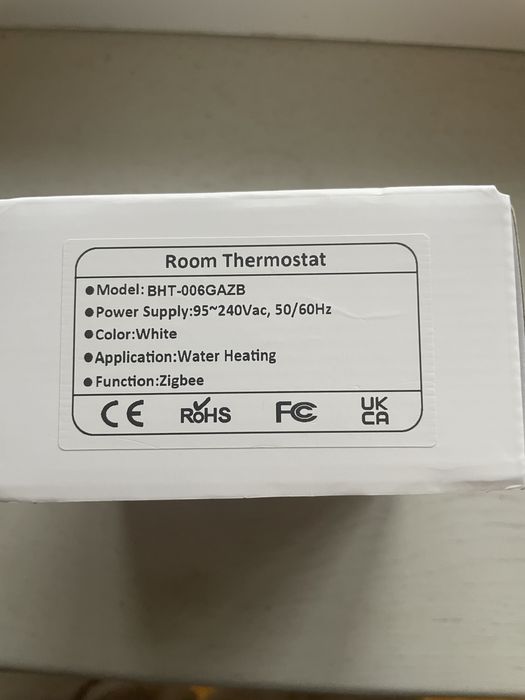 Room Thermostat
●Model: BHT-006GAZB
●Power Supply:95~240Vac, 50/60Hz
●Color:White
●Application:Water Heating
●Function:Zigbee
CE RoHS FC UK
CA